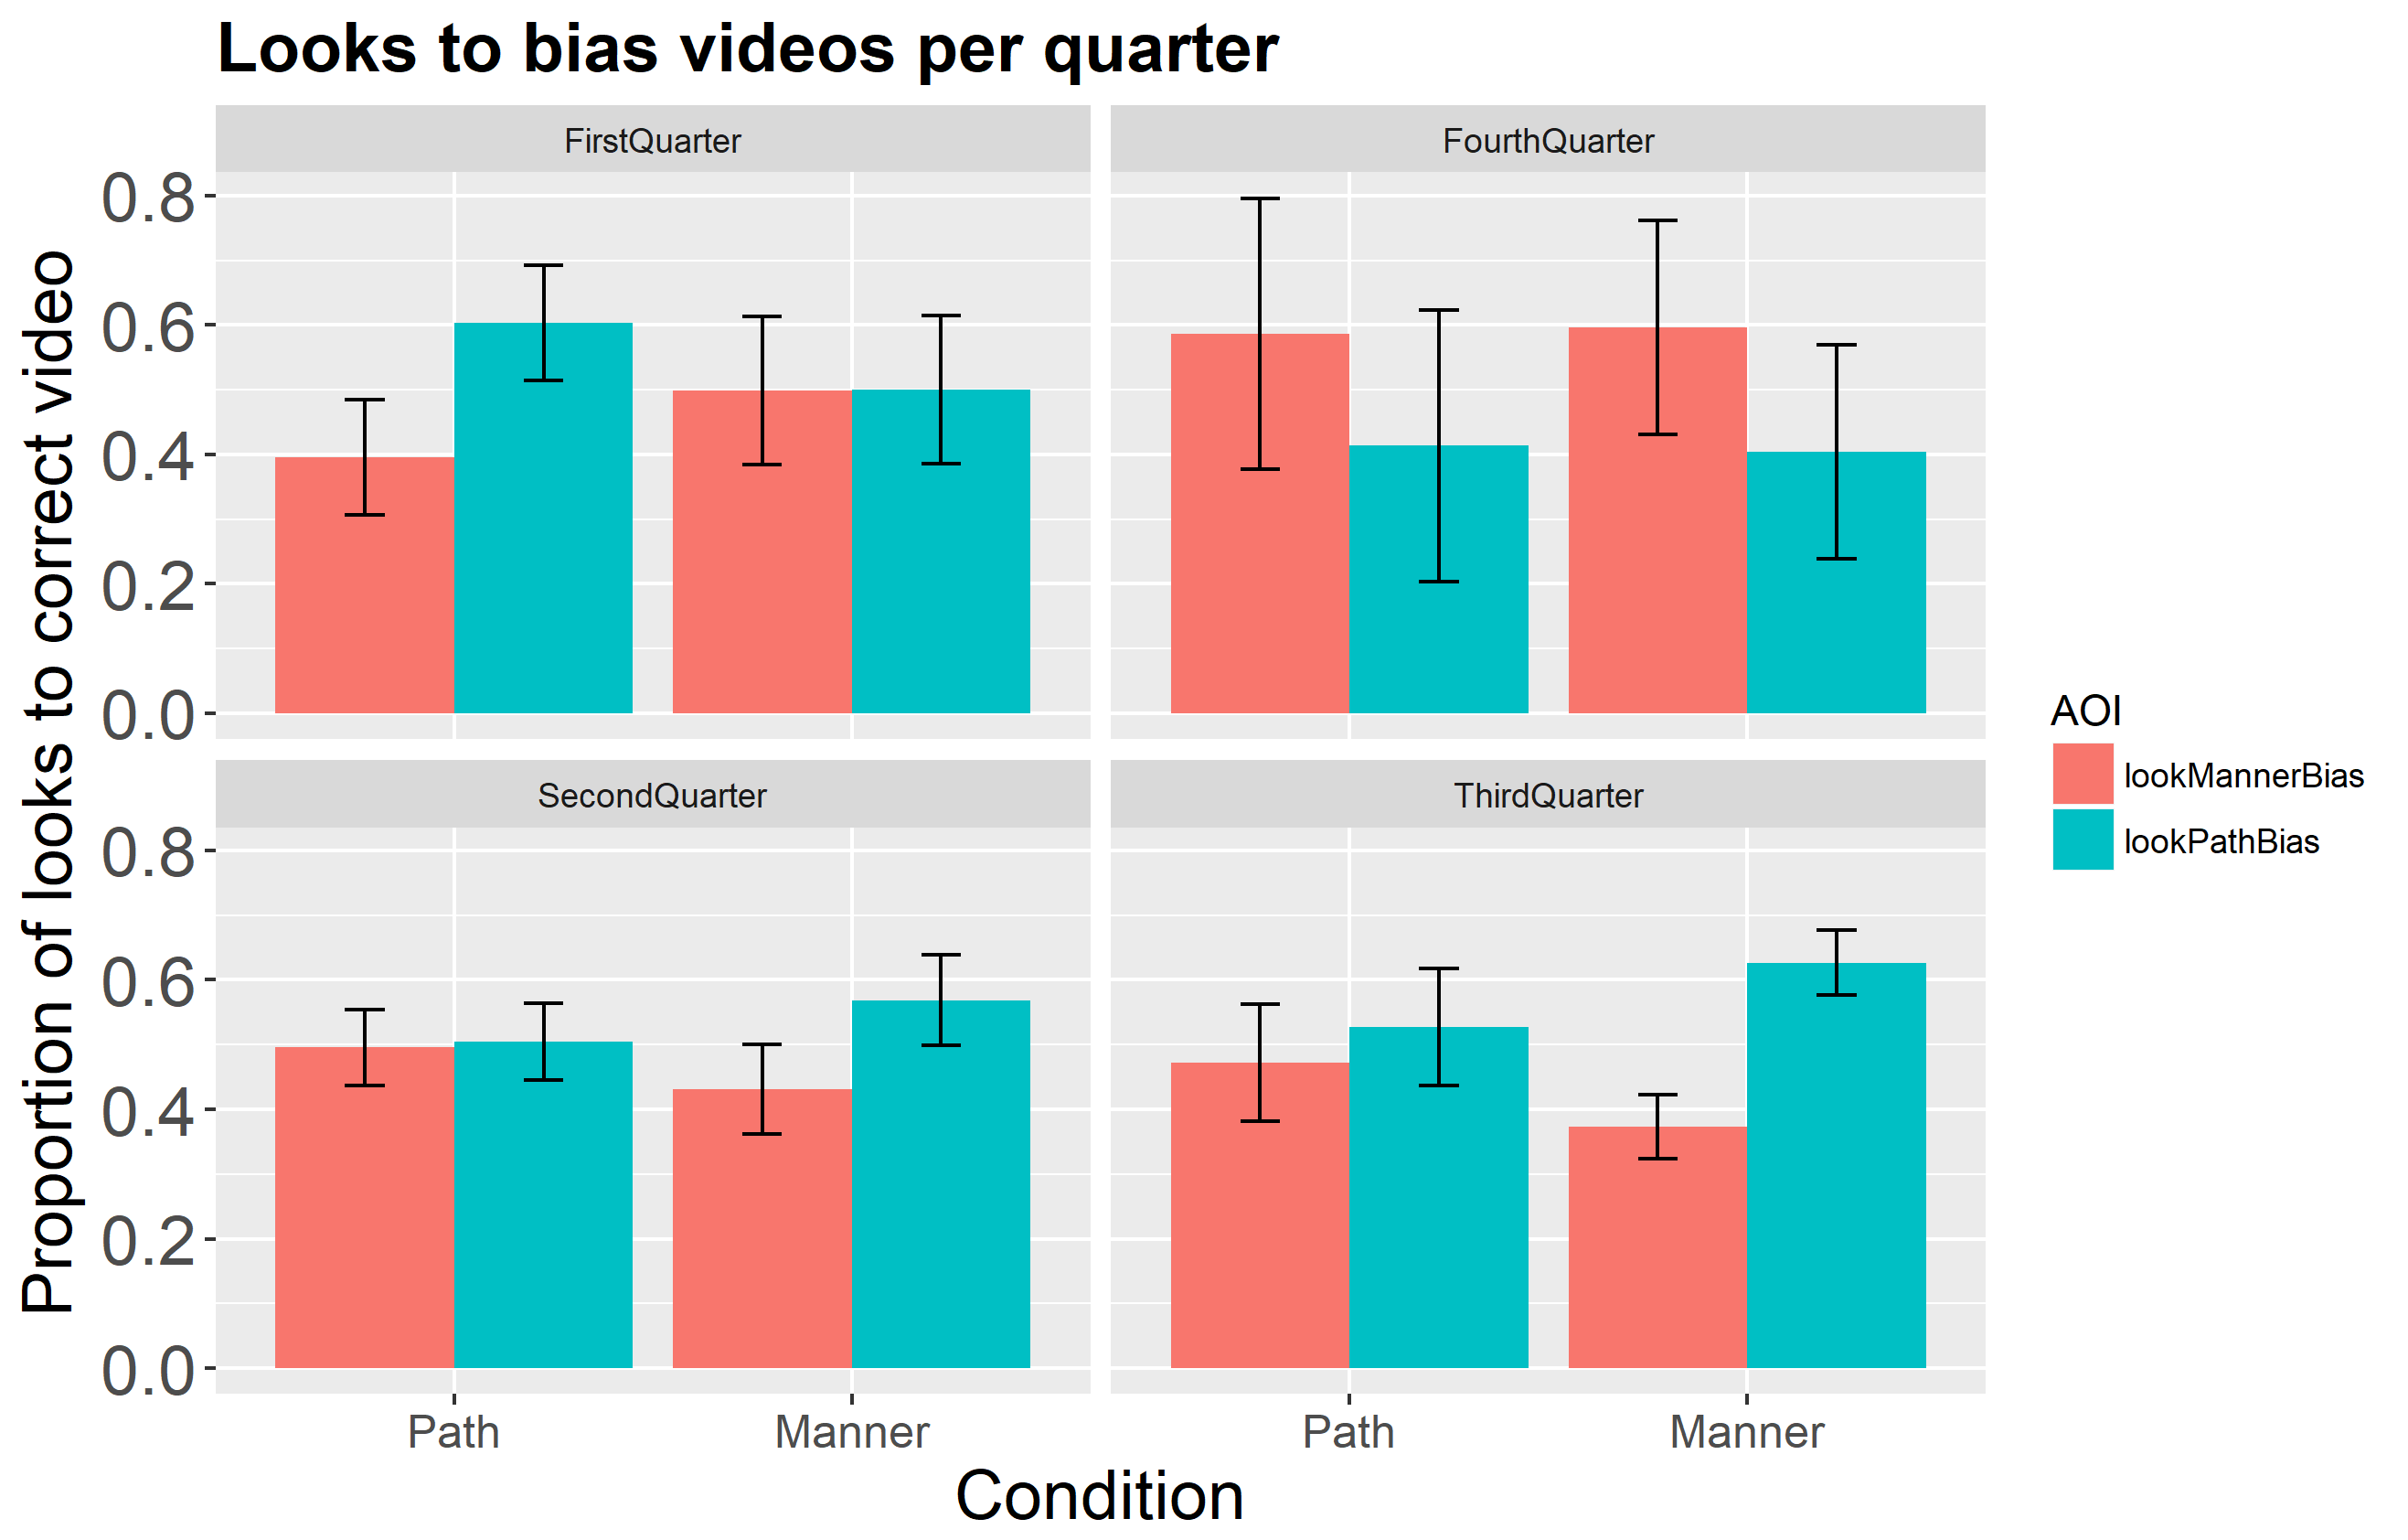 Looks to bias videos per quarter
Proportion of looks to correct video
FirstQuarter
FourthQuarter
0.8
0.6
0.4
0.2
0.0
SecondQuarter
ThirdQuarter
0.8
0.6
0.4
0.2
0.0
Path
Manner
Path
Manner
Condition
AOI
lookMannerBias
lookPathBias